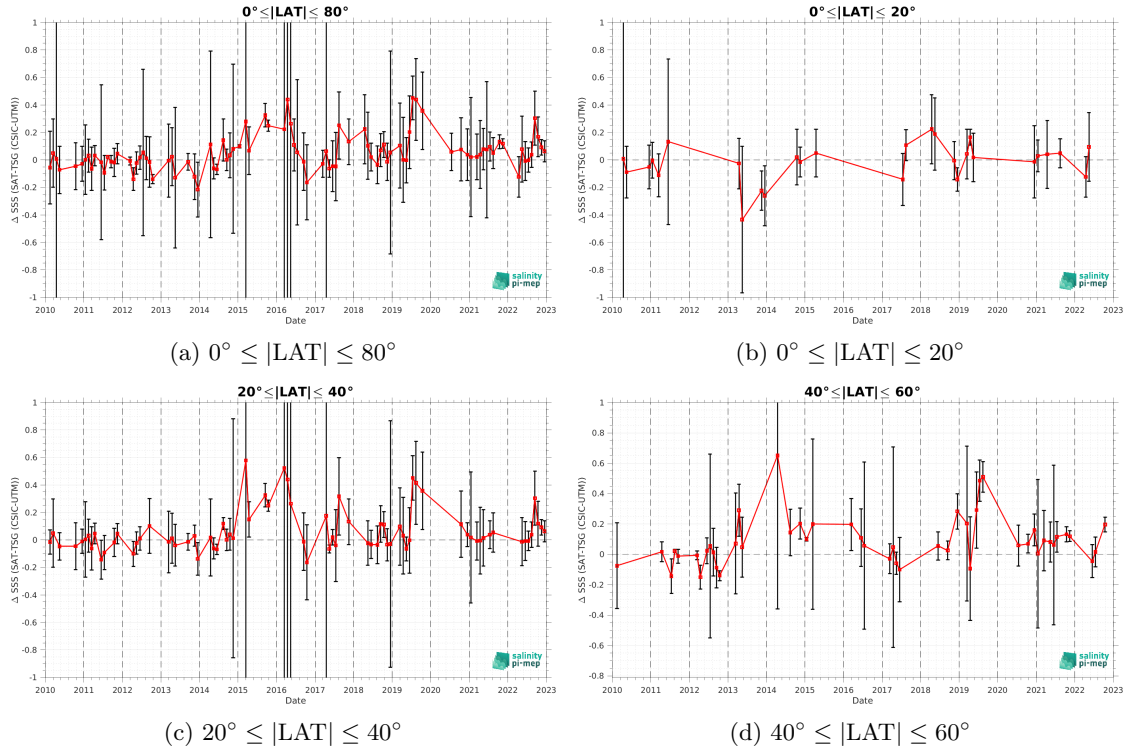 0°≤|LAT|≤ 80°
Δ SSS (SAT-TSG (CSIC-UTM))
1
0.8
0.6
0.4
0.2
0
-0.2
-0.4
-0.6
-0.8
-1
2010 2011 2012 2013 2014 2015 2016 2017 2018 2019 2020 2021 2022 2023
Date
salinity
pi-mep
(a) 0° ≤ |LAT| ≤ 80°
0°≤|LAT|≤ 20°
Δ SSS (SAT-TSG (CSIC-UTM))
1
0.8
0.6
0.4
0.2
0
-0.2
-0.4
-0.6
-0.8
-1
2010 2011 2012 2013 2014 2015 2016 2017 2018 2019 2020 2021 2022 2023
Date
salinity
pi-mep
(b) 0° ≤ |LAT| ≤ 20°
20°≤|LAT|≤ 40°
Δ SSS (SAT-TSG (CSIC-UTM))
1
0.8
0.6
0.4
0.2
0
-0.2
-0.4
-0.6
-0.8
-1
2010 2011 2012 2013 2014 2015 2016 2017 2018 2019 2020 2021 2022 2023
Date
salinity
pi-mep
(c) 20° ≤ |LAT| ≤ 40°
40°≤|LAT|≤ 60°
Δ SSS (SAT-TSG (CSIC-UTM))
1
0.8
0.6
0.4
0.2
0
-0.2
-0.4
-0.6
-0.8
2010 2011 2012 2013 2014 2015 2016 2017 2018 2019 2020 2021 2022 2023
Date
salinity
pi-mep
(d) 40° ≤ |LAT| ≤ 60°